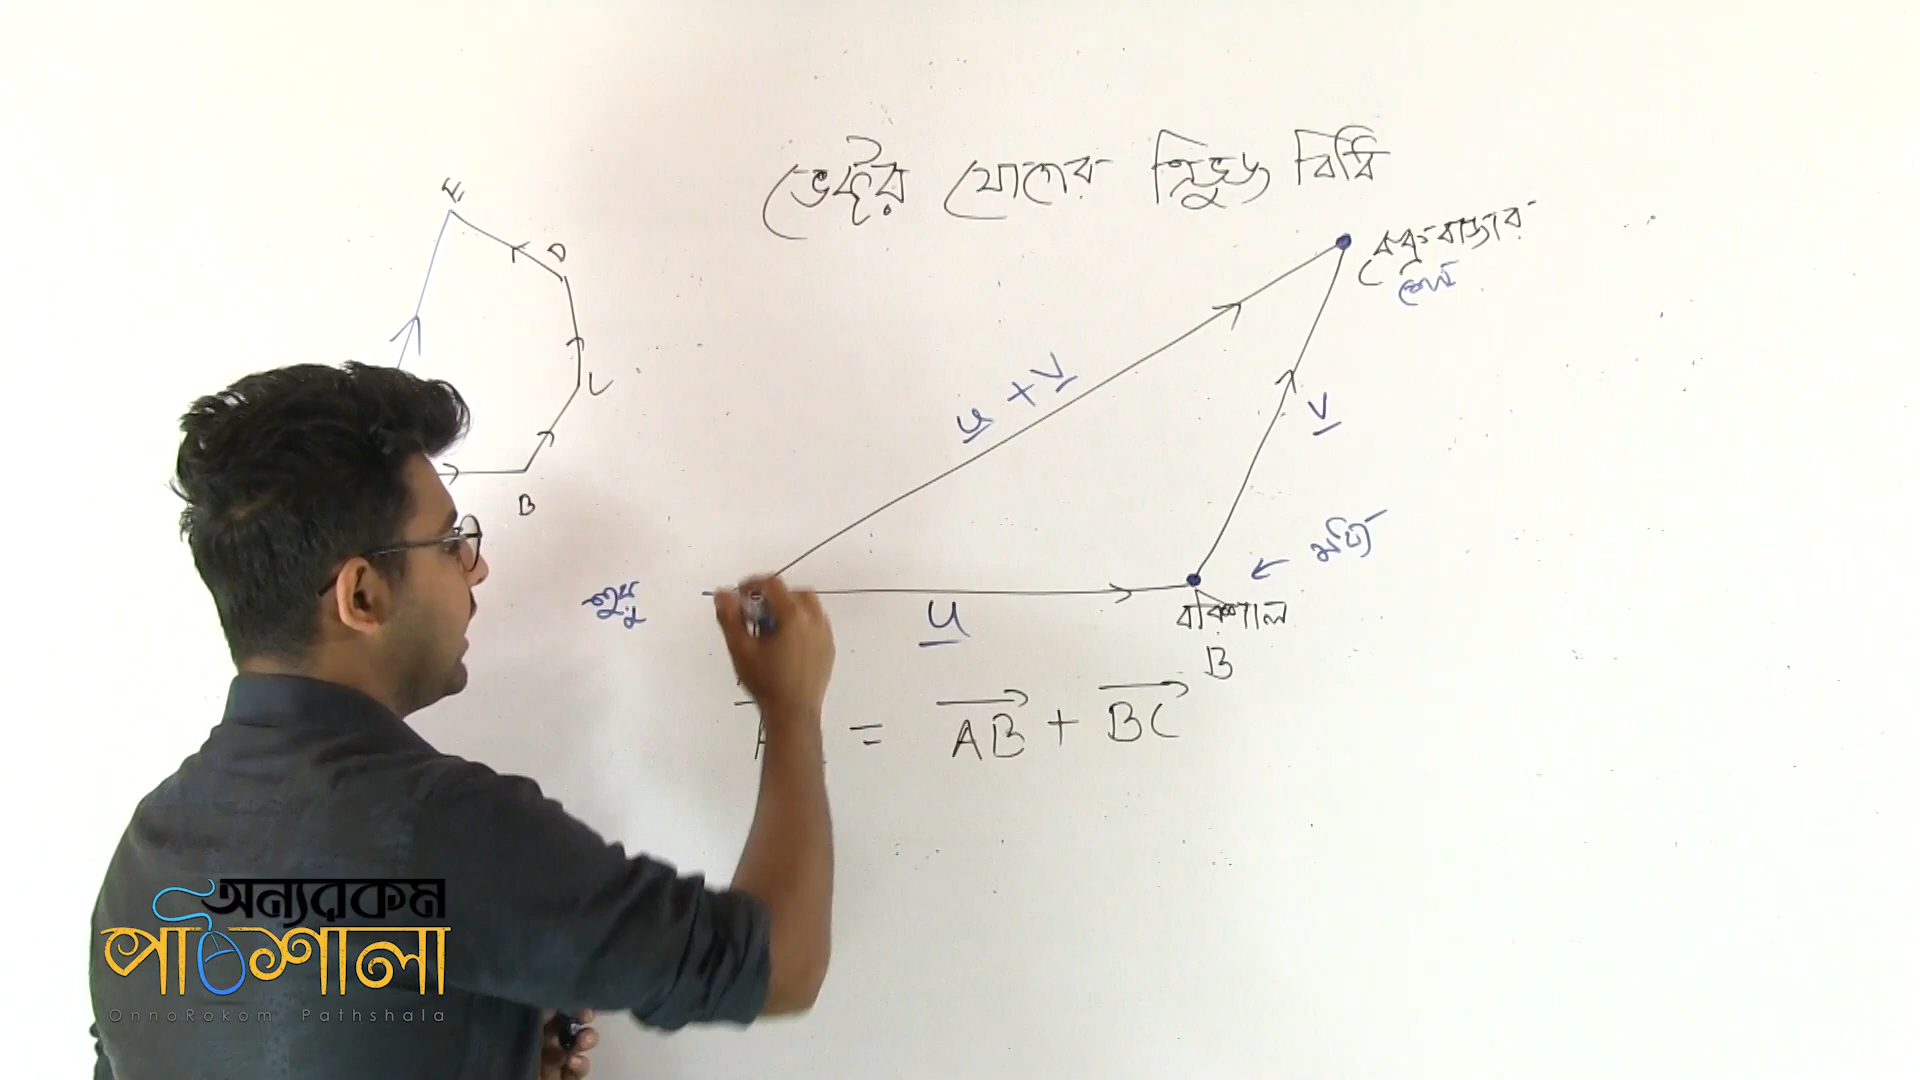 ভেক্টর যোগের ত্রিভুজ বিধি
E
D
C
B
কক্সবাজার
C শেষ
u + v
v
মধ্য
শুরু
u
বরিশাল
B
= AB + BC
অন্যরকম
পাঠশালা
OnnoRokom Pathshala